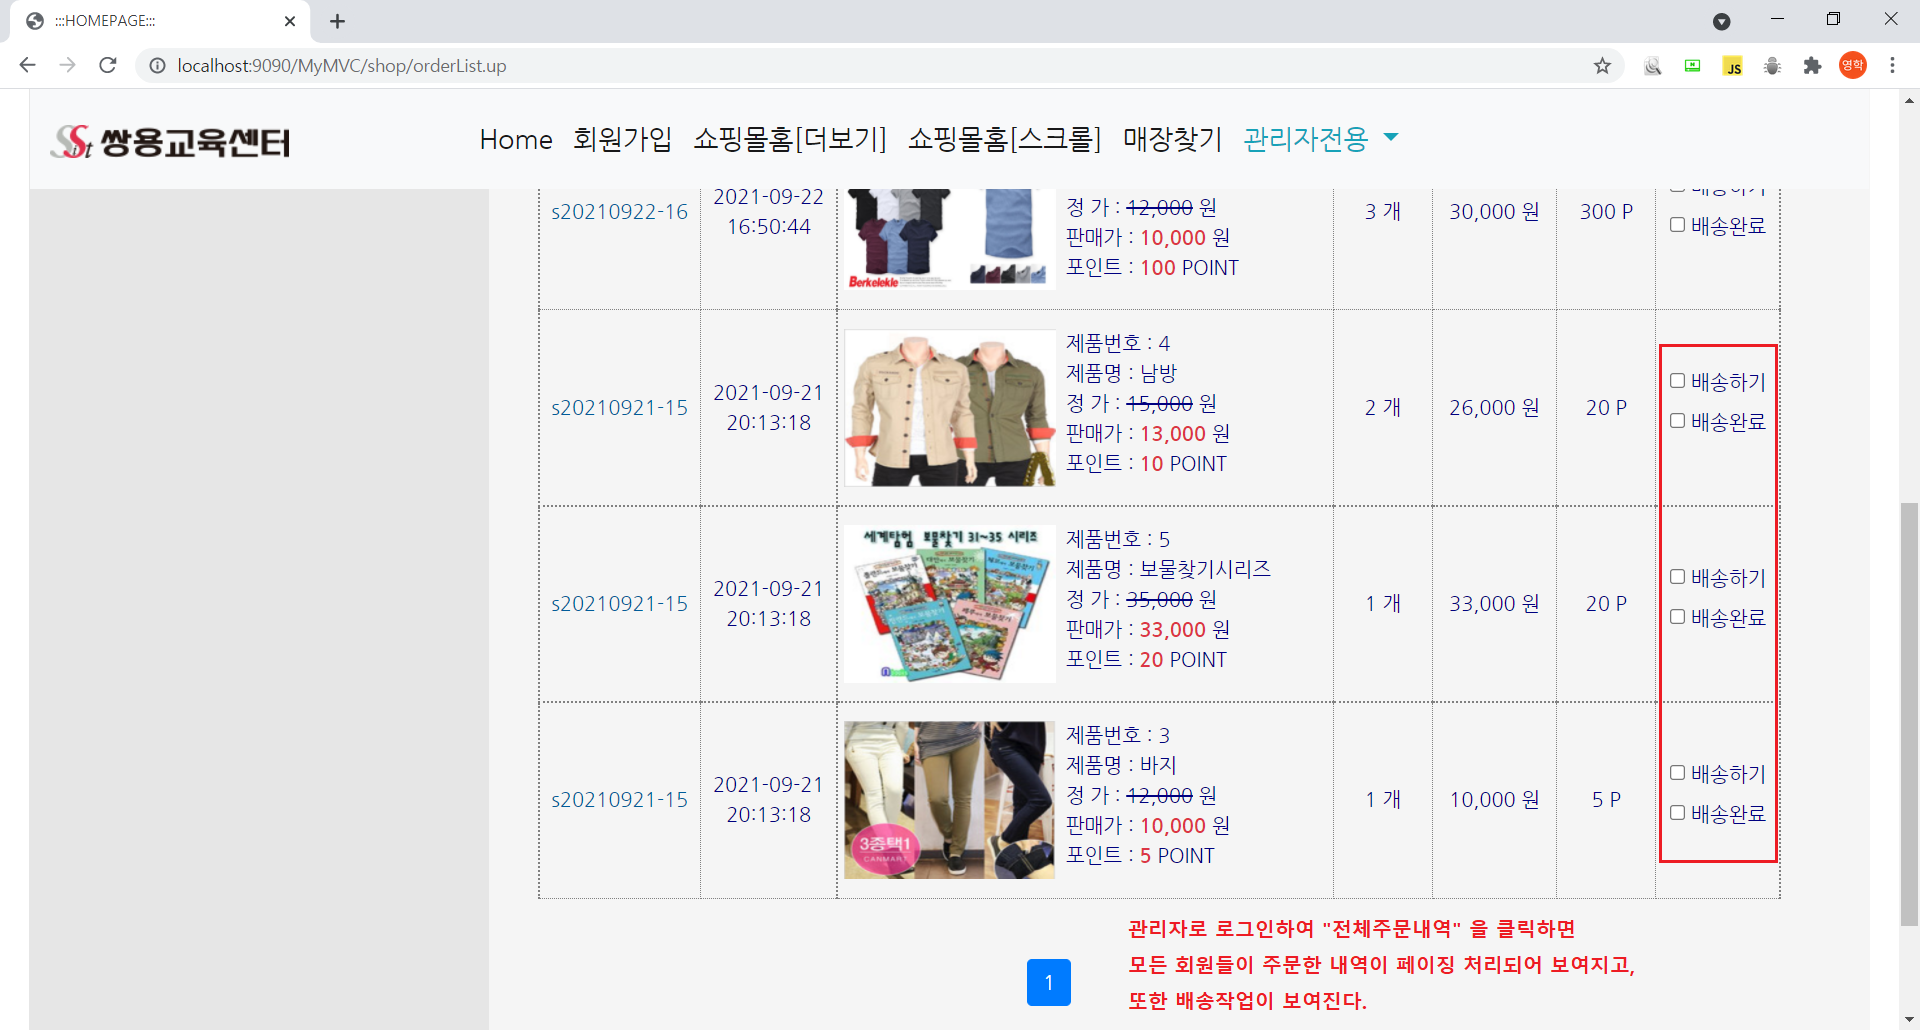 :::HOMEPAGE:::
localhost:9090/MyMVC/shop/orderList.up
JS
영학
SSist 쌍용교육센터
Home 회원가입 쇼핑몰홈[더보기] 쇼핑몰홈[스크롤] 매장찾기 관리자전용
s20210922-16
2021-09-22
16:50:44
Berkelekle
정 가 : 12,000 원
판매가 : 10,000 원
포인트 : 100 POINT
3 개
30,000 원
300 P
배송하기
배송완료
s20210921-15
2021-09-21
20:13:18
제품번호 : 4
제품명 : 남방
정 가 : 15,000 원
판매가 : 13,000 원
포인트 : 10 POINT
2 개
26,000 원
20 P
배송하기
배송완료
s20210921-15
2021-09-21
20:13:18
세계탐험 보물찾기 31~35 시리즈
제품번호 : 5
제품명 : 보물찾기시리즈
정 가 : 35,000 원
판매가 : 33,000 원
포인트 : 20 POINT
1 개
33,000 원
20 P
배송하기
배송완료
s20210921-15
2021-09-21
20:13:18
3종택1
CANMART
제품번호 : 3
제품명 : 바지
정 가 : 12,000 원
판매가 : 10,000 원
포인트 : 5 POINT
1 개
10,000 원
5 P
배송하기
배송완료
관리자로 로그인하여 "전체주문내역" 을 클릭하면
모든 회원들이 주문한 내역이 페이징 처리되어 보여지고,
또한 배송작업이 보여진다.
1